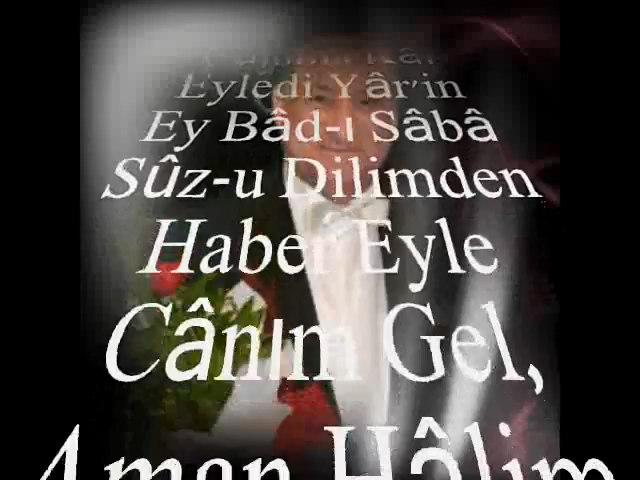 Eyledi Yâr'in
Ey Bâd-ı Sâbâ
Sûz-u Dilimden
Haber Eyle
Cânım Gel,
Aman Hâlim